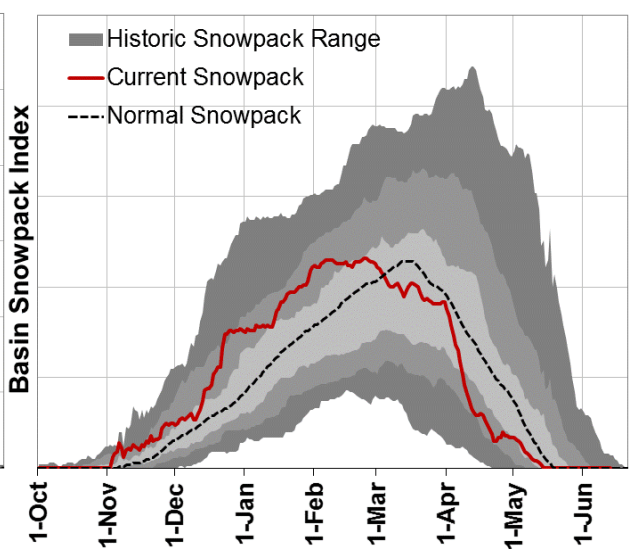 Historic Snowpack Range
Current Snowpack
Normal Snowpack
Basin Snowpack Index
1-Oct
1-Nov
1-Dec
1-Jan
1-Feb
1-Mar
1-Apr
1-May
1-Jun